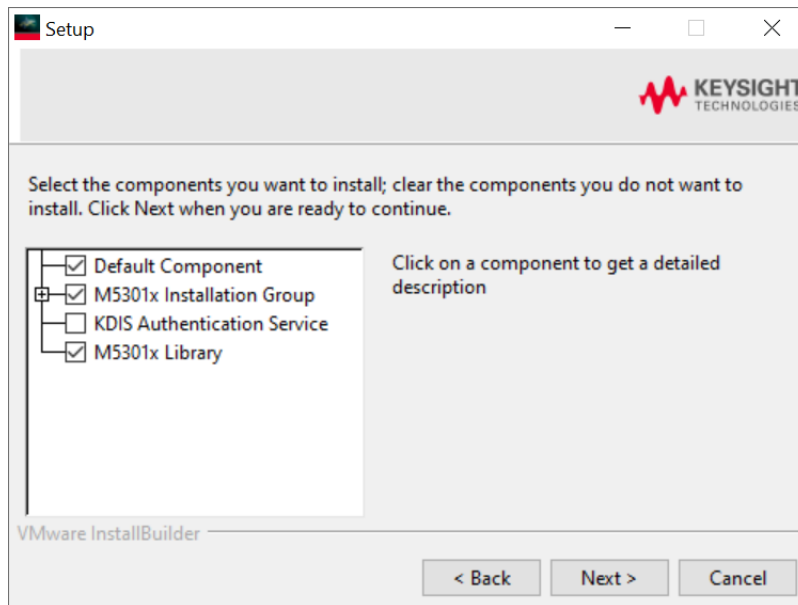 Setup
KEYSIGHT
TECHNOLOGIES
Select the components you want to install; clear the components you do not want to
install. Click Next when you are ready to continue.
Default Component
M5301x Installation Group
KDIS Authentication Service
M5301x Library
Click on a component to get a detailed
description
VMware InstallBuilder
< Back
Next >
Cancel